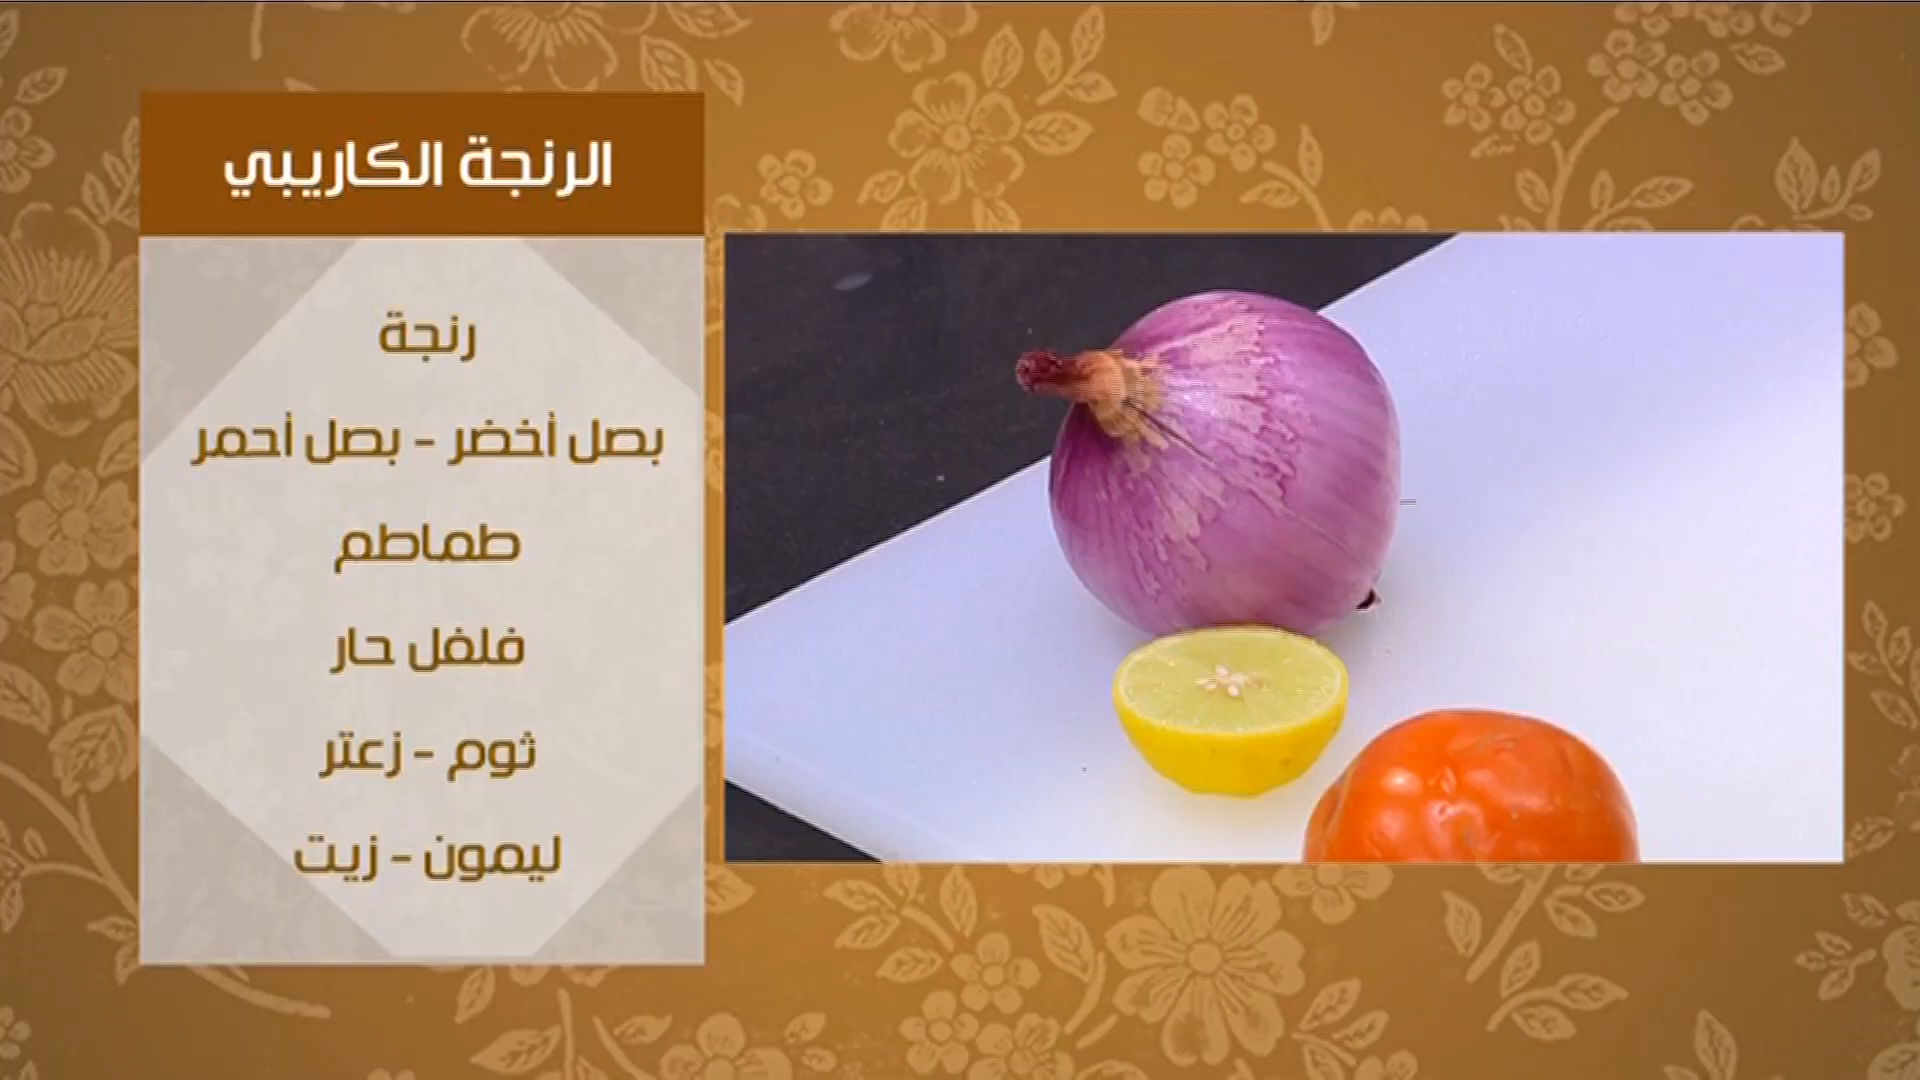 الرنجة الكاريبي
رنجة
بصل أخضر - بصل أحمر
طماطم
فلفل حار
ثوم - زعتر
ليمون - زيت